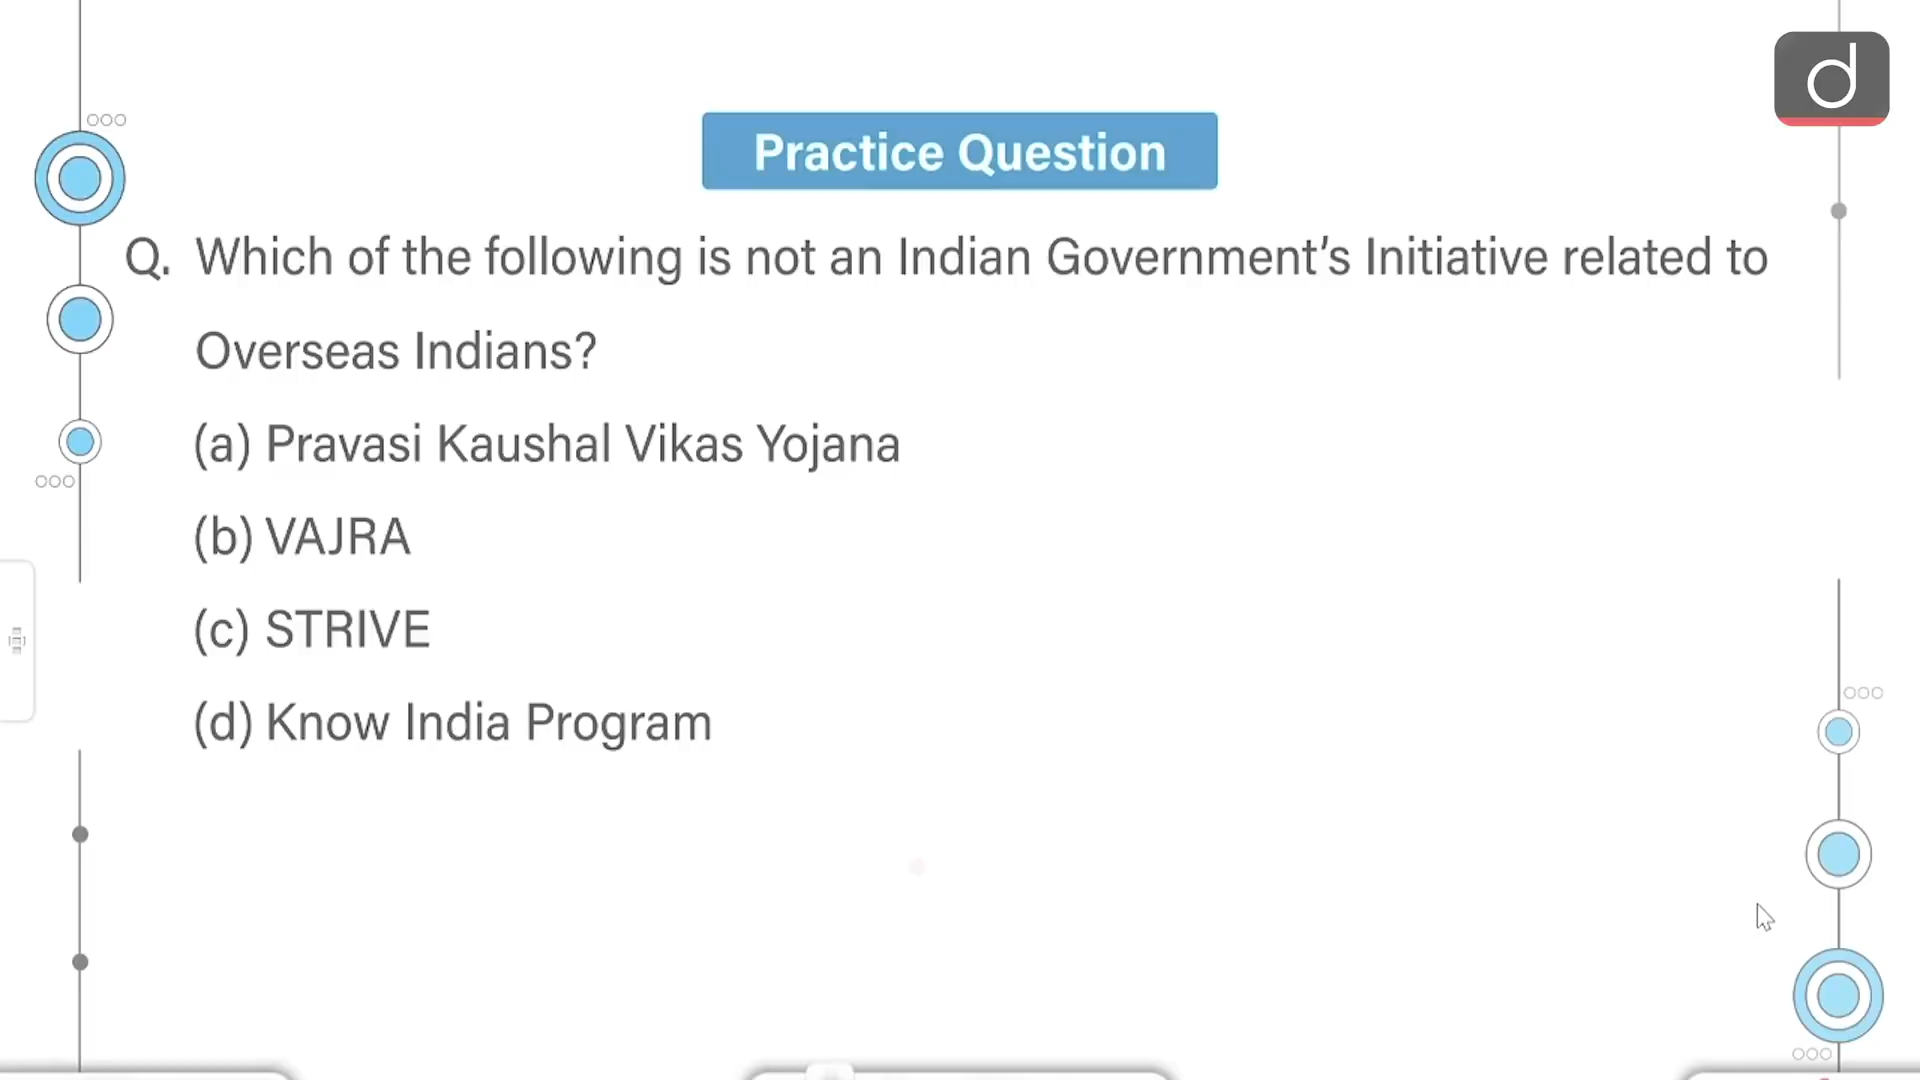 d
Practice Question
Q. Which of the following is not an Indian Government’s Initiative related to
Overseas Indians?
(a) Pravasi Kaushal Vikas Yojana
(b) VAJRA
(c) STRIVE
(d) Know India Program